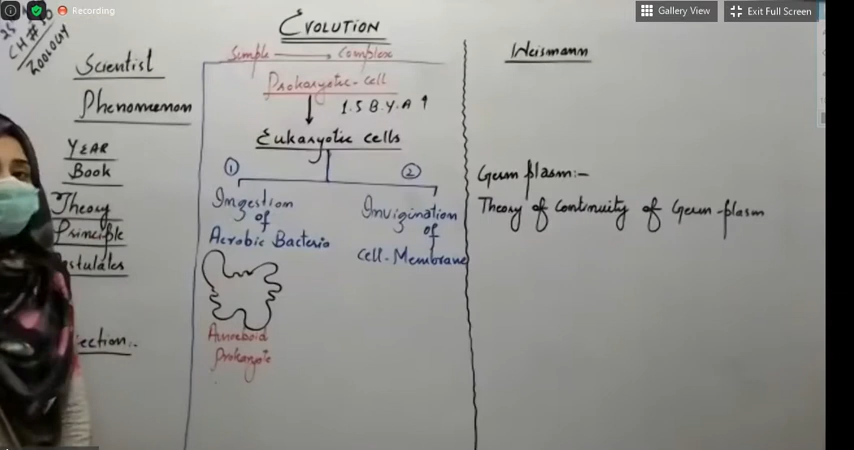 Recording
Gallery View
Exit Full Screen
CH #
ZOOLOGY
EVOLUTION
Simple → Complex
Scientist
Phenomenon
YEAR
Book
Theory
Principle
ostulates
ection:-
Prokaryotic-cell
1.5 B.Y.A ↑
Eukaryotic cells
①
②
Ingestion
of
Aerobic Bacteria
Invigination
of
Cell-Membrane
Amoeboid
Prokaryote
Weismann
Germ plasm:-
Theory of Continuity of Germ-plasm